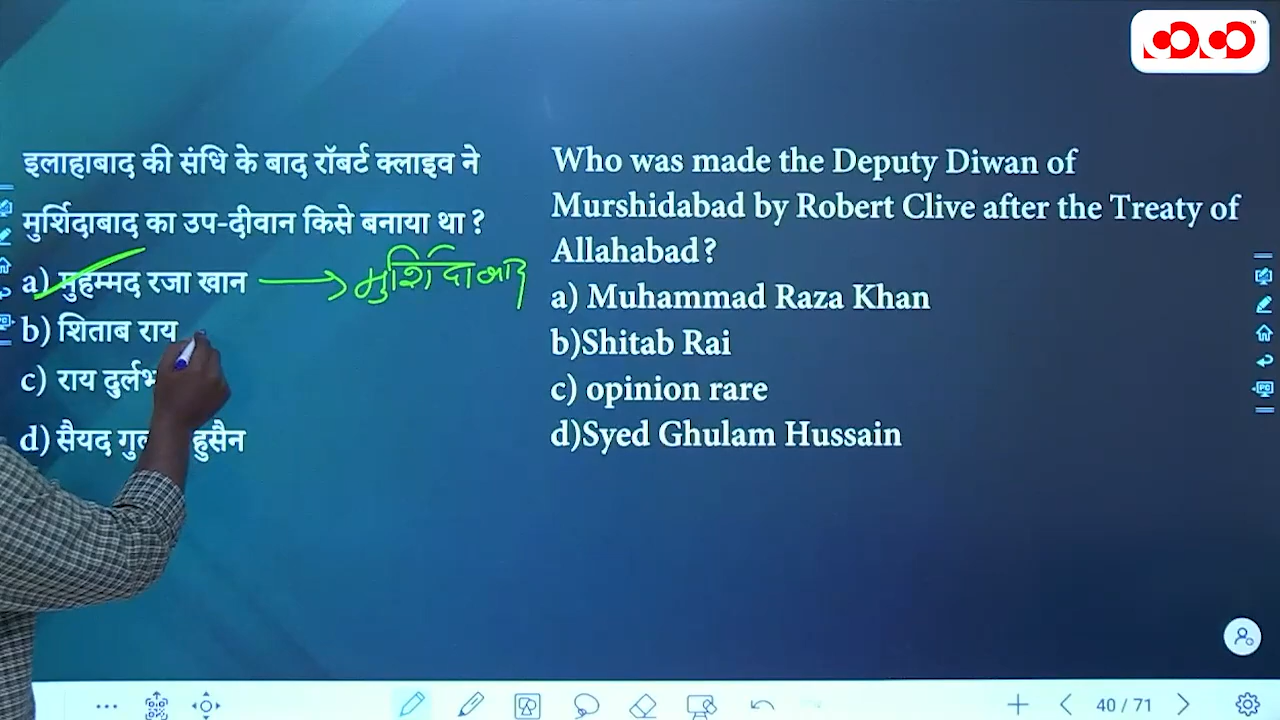 इलाहाबाद की संधि के बाद रॉबर्ट क्लाइव ने
मुर्शिदाबाद का उप-दीवान किसे बनाया था ?
a) मुहम्मद रजा खान → मुर्शिदाबाद
b) शिताब राय
c) राय दुर्लभ
d) सैयद हुसैन
Who was made the Deputy Diwan of
Murshidabad by Robert Clive after the Treaty of
Allahabad?
a) Muhammad Raza Khan
b)Shitab Rai
c) opinion rare
d)Syed Ghulam Hussain
40 / 71